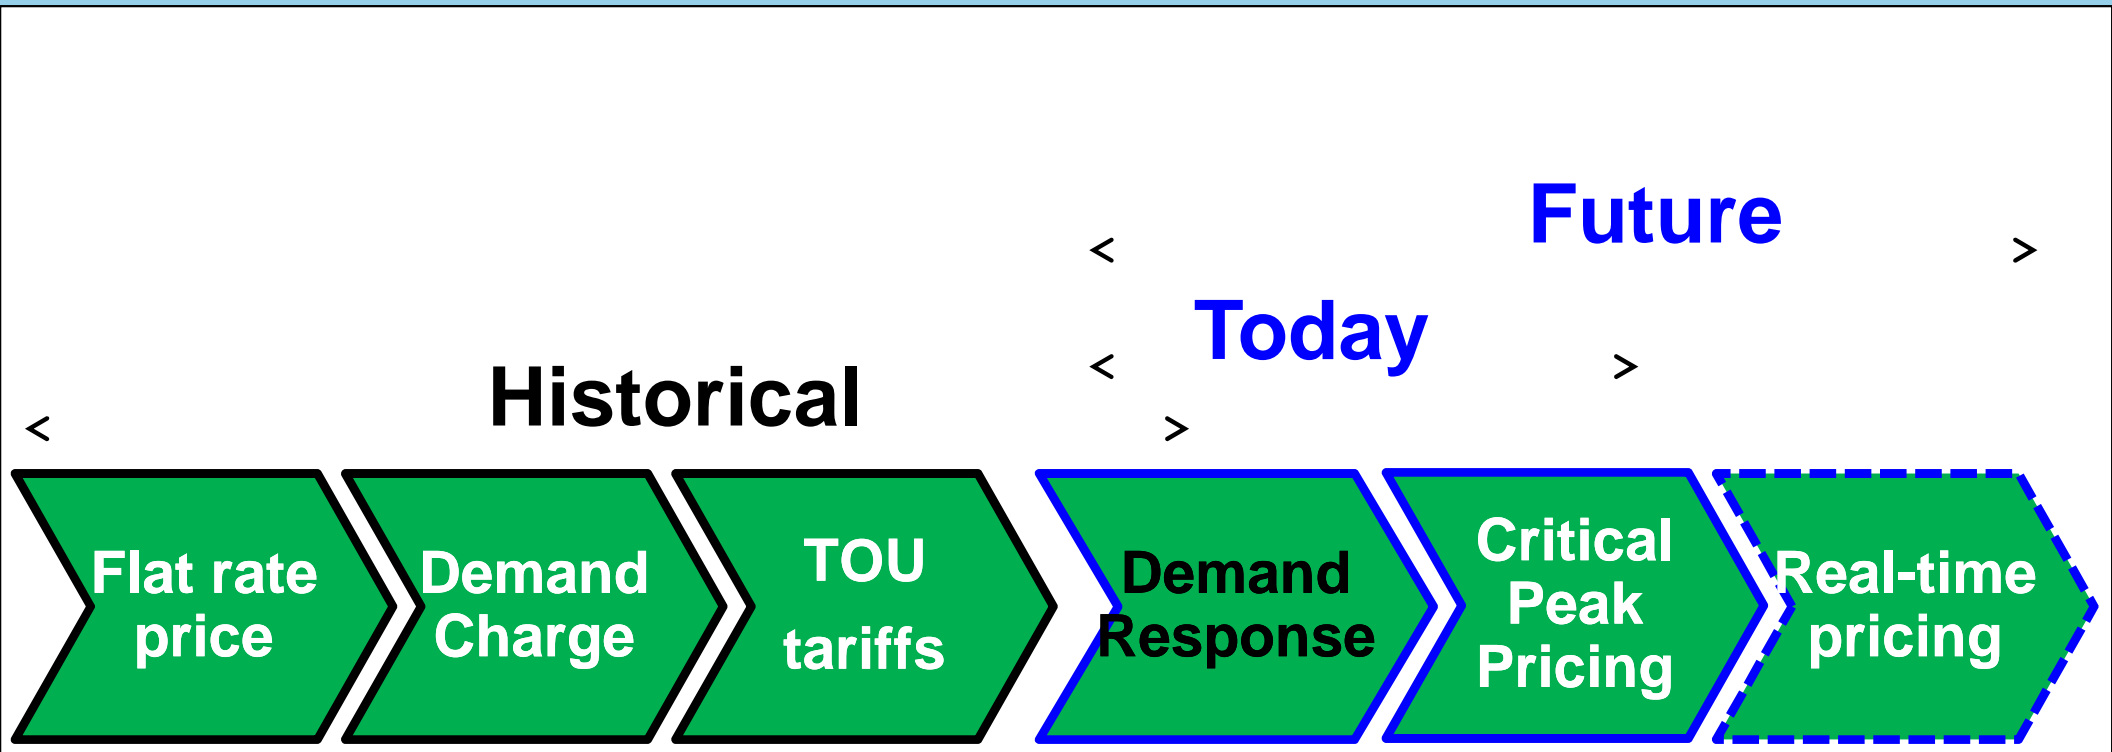 Future
<                                        >
Today
<                    >
Historical
<                                        >
Flat rate
price
Demand
Charge
TOU
tariffs
Demand
Response
Critical
Peak
Pricing
Real-time
pricing